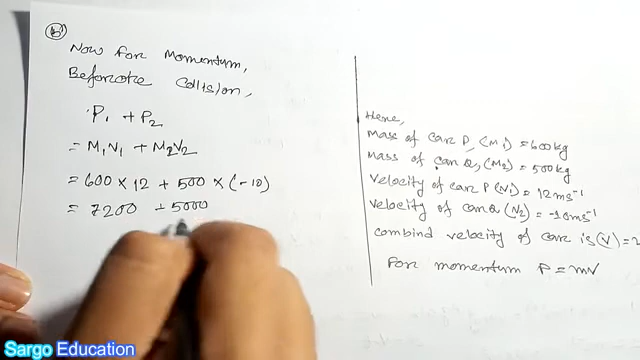 b
Now for Momentum,
Beforote Collision,
P₁ + P₂
= M₁V₁ + M₂V₂
= 600 × 12 + 500 × (-10)
= 7200 + 5000
Here,
Mass of car P, (M₁) = 600 kg
Mass of car Q, (M₂) = 500 kg
Velocity of car P (V₁) = 12 ms⁻¹
Velocity of car Q (V₂) = -10 ms⁻¹
combind velocity of car is (V) = 2
For momentum P = mv
Sargo Education